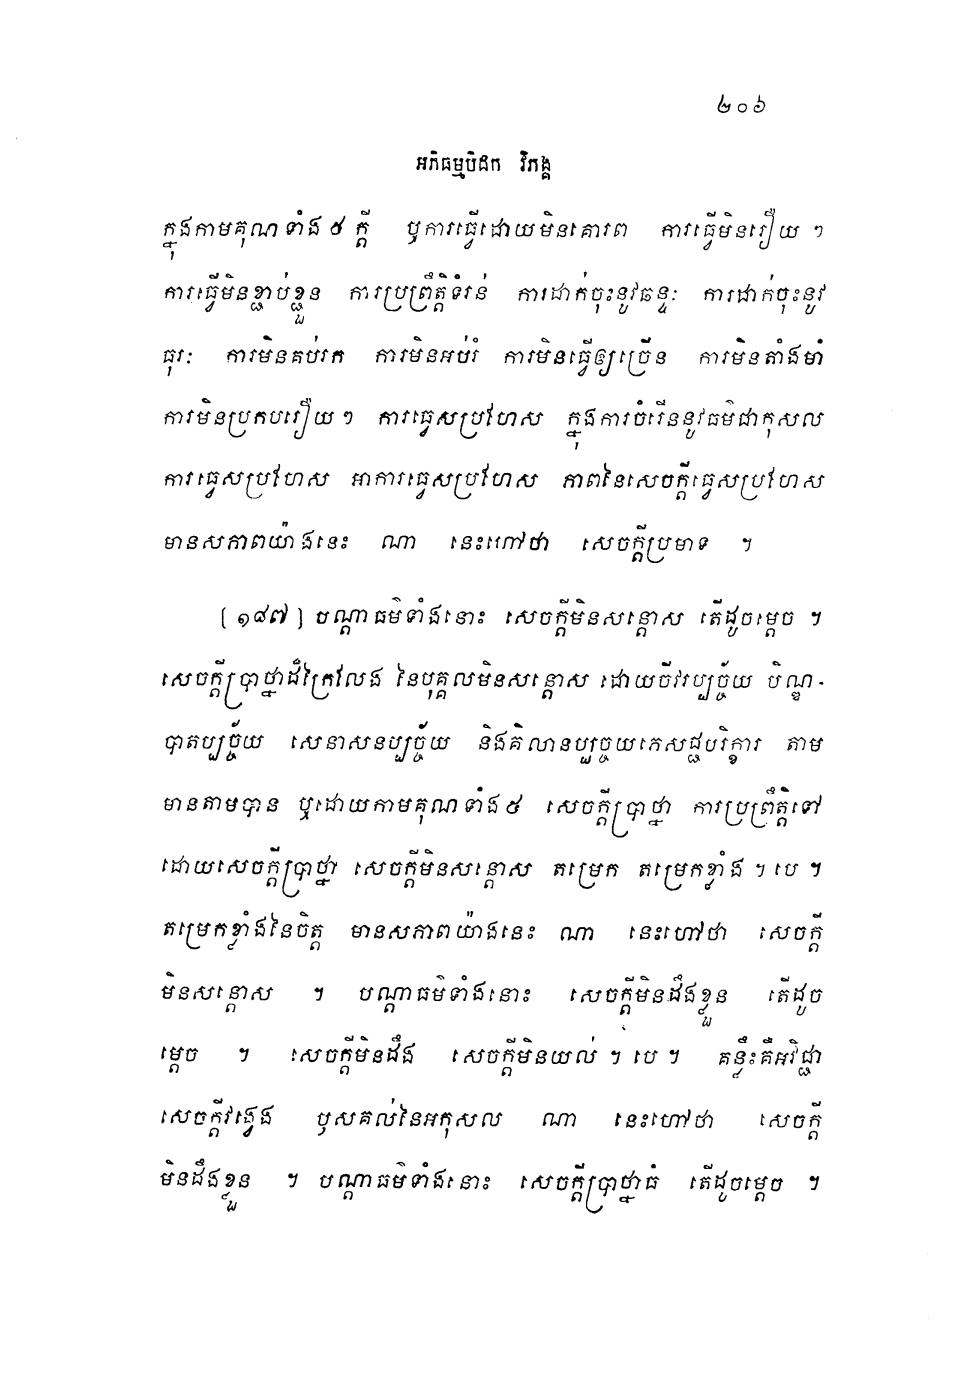 ២០៦
អភិធម្មបិដក វិភង្គ
ក្នុងកាមគុណទាំង៥ក្តី ឬការធ្វើដោយមិនគោរព ការធ្វើមិនរឿយ ៗ
ការធ្វើមិនខ្ជាប់ខ្ជួន ការប្រព្រឹត្តិទំរន់ ការដាក់ចុះនូវឆន្ទៈ ការដាក់ចុះនូវ
ធុរៈ ការមិនគប់រក ការមិនអប់រំ ការមិនធ្វើឲ្យច្រើន ការមិនតាំងមាំ
ការមិនប្រកបរឿយៗ ការធ្វេសប្រហែស ក្នុងការចំរើននូវធម៌ជាកុសល
ការធ្វេសប្រហែស អាការធ្វេសប្រហែស ភាពនៃសេចក្តីធ្វេសប្រហែស
មានសភាពយ៉ាងនេះ ណា នេះហៅថា សេចក្តីប្រមាទ ។
[១៨៧] បណ្តាធម៌ទាំងនោះ សេចក្តីមិនសន្តោស តើដូចម្តេច ។
សេចក្តីប្រាថ្នាដ៏ក្រៃលែង នៃបុគ្គលមិនសន្តោស ដោយចីវរប្បច្ច័យ បិណ្ឌ-
បាតប្បច្ច័យ សេនាសនប្បច្ច័យ និងគិលានប្បច្ចយភេសជ្ជបរិក្ខារ តាម
មានតាមបាន ឬដោយកាមគុណទាំង៥ សេចក្តីប្រាថ្នា ការប្រព្រឹត្តិទៅ
ដោយសេចក្តីប្រាថ្នា សេចក្តីមិនសន្តោស តម្រេក តម្រេកខ្លាំង ។ បេ ។
តម្រេកខ្លាំងនៃចិត្ត មានសភាពយ៉ាងនេះ ណា នេះហៅថា សេចក្តី
មិនសន្តោស ។ បណ្តាធម៌ទាំងនោះ សេចក្តីមិនដឹងខ្លួន តើដូច
ម្តេច ។ សេចក្តីមិនដឹង សេចក្តីមិនយល់ ។ បេ ។ គន្លឹះគឺអវិជ្ជា
សេចក្តីវង្វេង ឫសគល់នៃអកុសល ណា នេះហៅថា សេចក្តី
មិនដឹងខ្លួន ។ បណ្តាធម៌ទាំងនោះ សេចក្តីប្រាថ្នាធំ តើដូចម្តេច ។